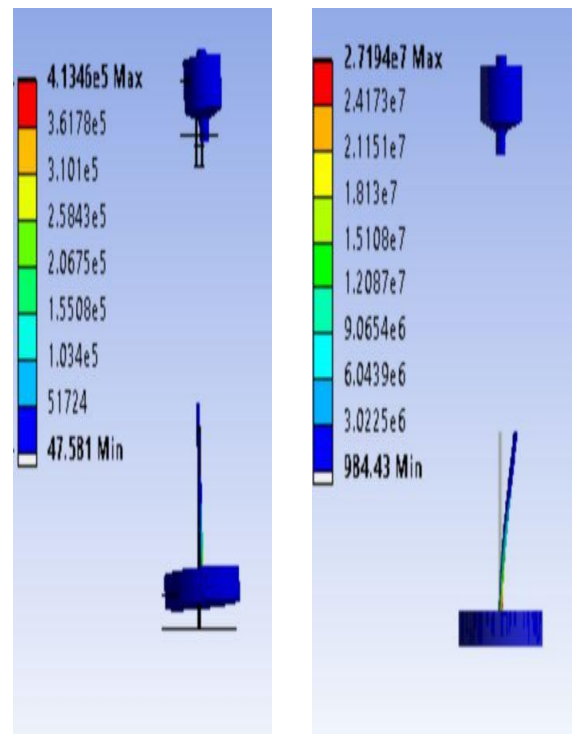 4.1346e5 Max
3.6178e5
3.101e5
2.5843e5
2.0675e5
1.5508e5
1.034e5
51724
47.581 Min
2.7194e7 Max
2.4173e7
2.1151e7
1.813e7
1.5108e7
1.2087e7
9.0654e6
6.0439e6
3.0225e6
984.43 Min